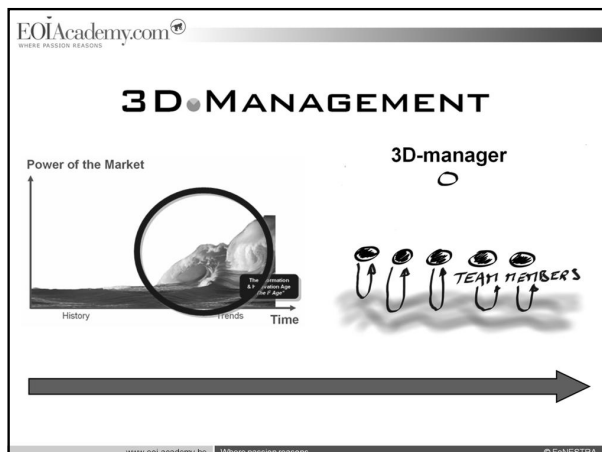 EOIAcademy.com
WHERE PASSION REASONS
3D MANAGEMENT
Power of the Market
History
Trends
Time
3D-manager
TEAM MEMBERS
Where passion reasons